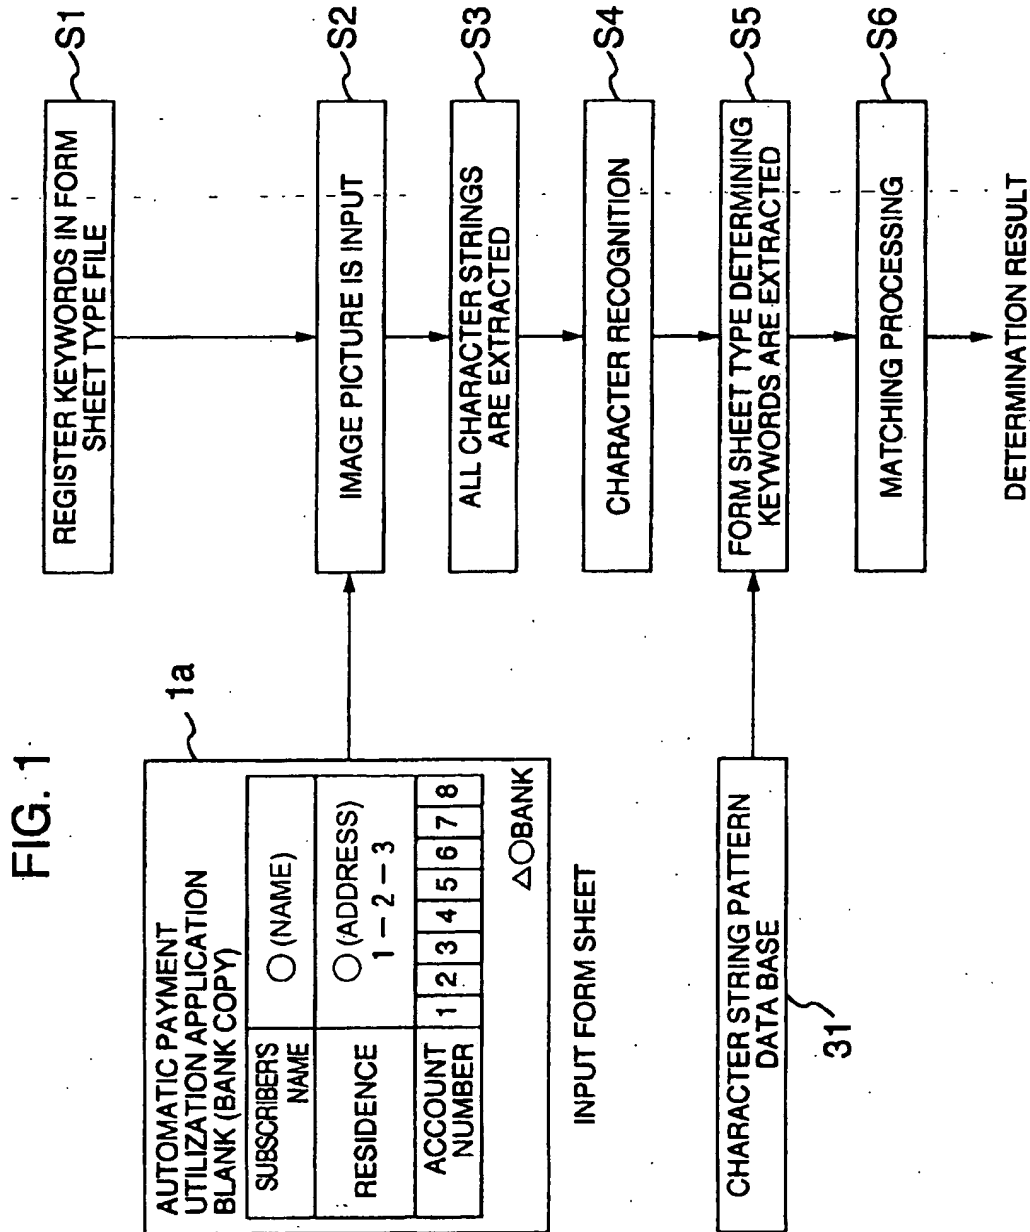 FIG. 1
1a
AUTOMATIC PAYMENT
UTILIZATION APPLICATION
BLANK (BANK COPY)
SUBSCRIBERS
NAME
○ (NAME)
RESIDENCE
○ (ADDRESS)
1 – 2 – 3
ACCOUNT
NUMBER
1 2 3 4 5 6 7 8
△○BANK
INPUT FORM SHEET
CHARACTER STRING PATTERN
DATA BASE
31
REGISTER KEYWORDS IN FORM
SHEET TYPE FILE
S1
IMAGE PICTURE IS INPUT
S2
ALL CHARACTER STRINGS
ARE EXTRACTED
S3
CHARACTER RECOGNITION
S4
FORM SHEET TYPE DETERMINING
KEYWORDS ARE EXTRACTED
S5
MATCHING PROCESSING
S6
DETERMINATION RESULT